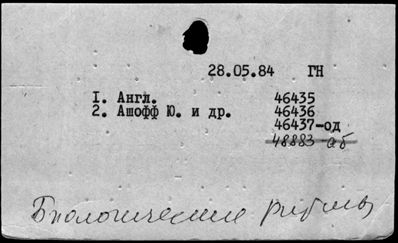 28.05.84 ГН
I. Англ. 46435
2. Ашофф Ю. и др. 46436
46437-од
48883-аб
Биологические ритмы